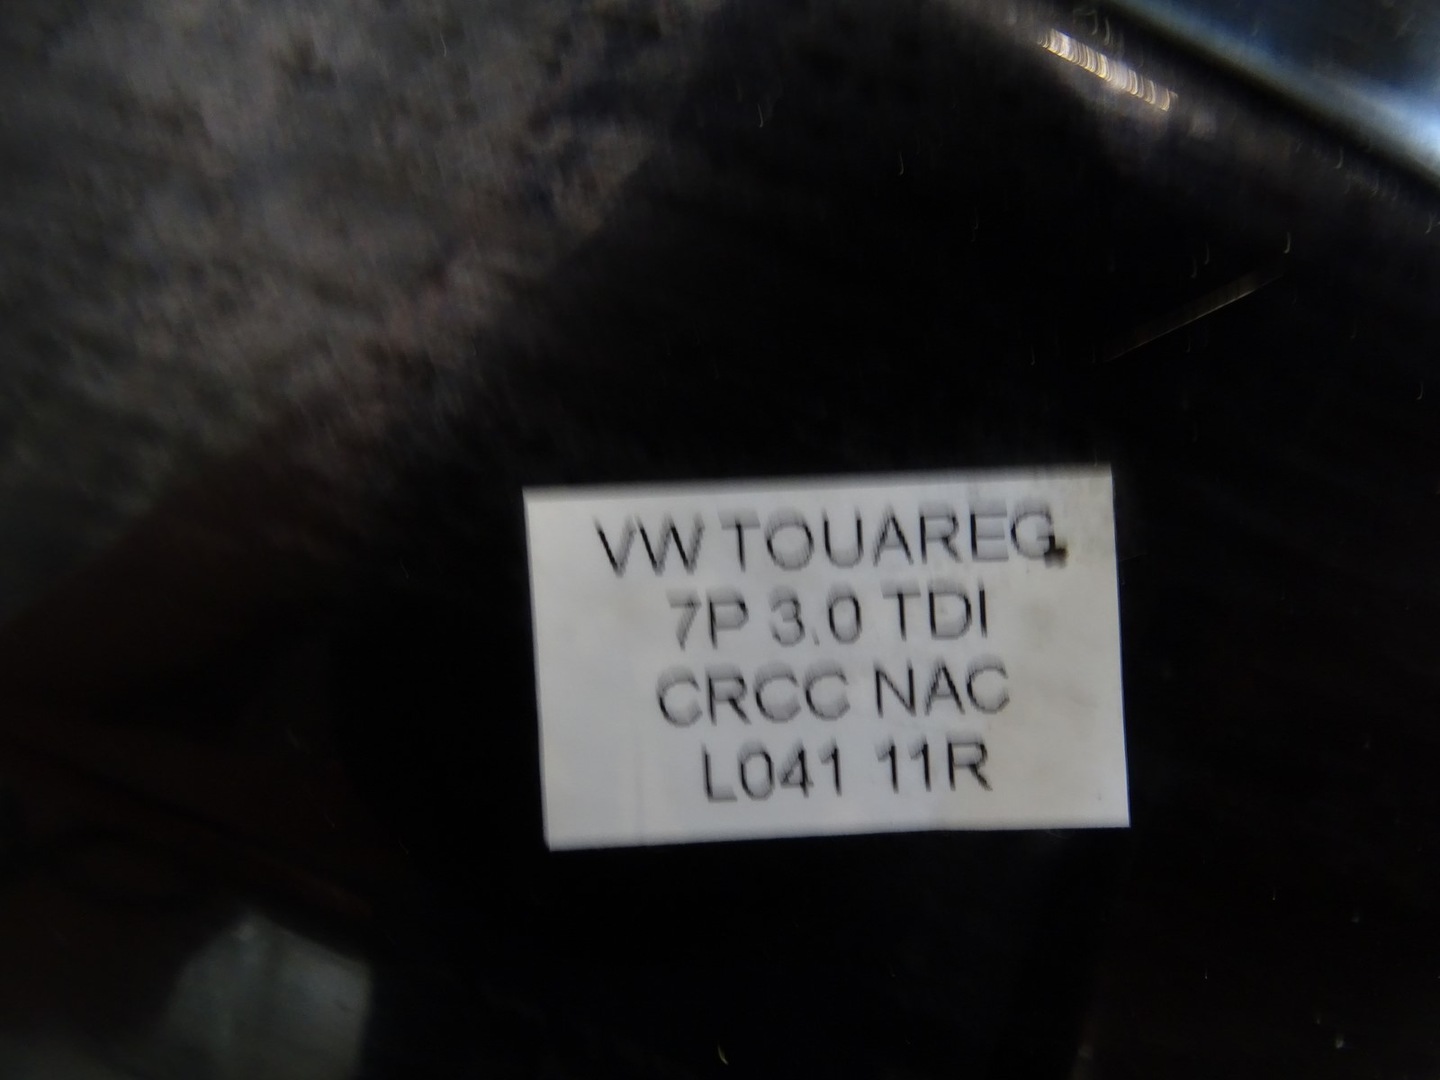 VW TOUAREG
7P 3.0 TDI
CRCC NAC
L041 11R